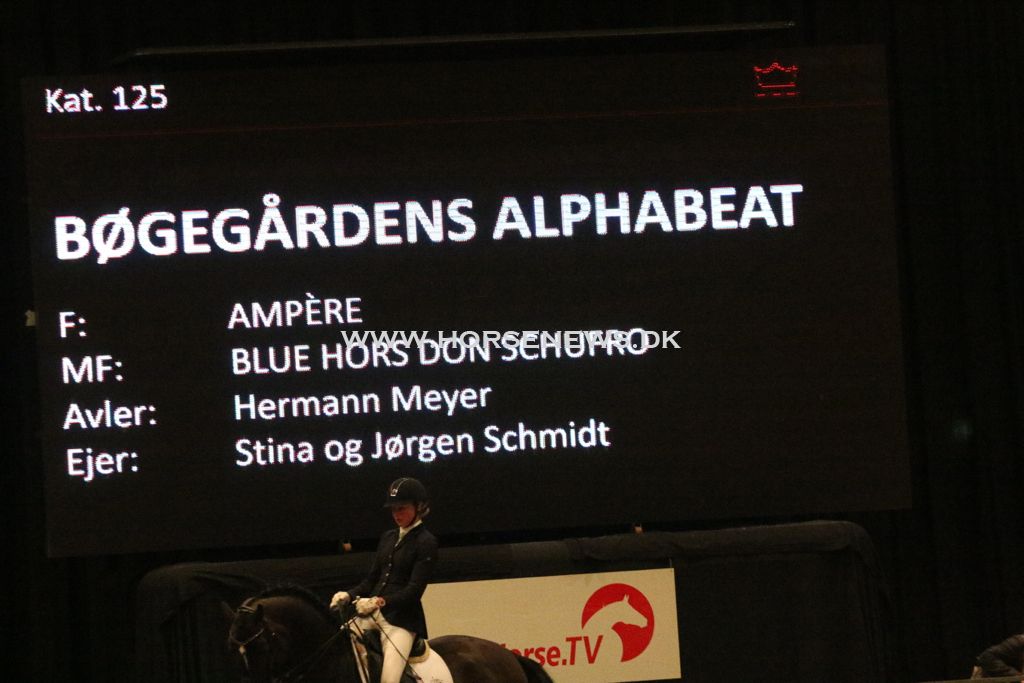 Kat. 125
BØGEGÅRDENS ALPHABEAT
F: AMPÈRE
WWW.HORSENEWS.DK
MF: BLUE HORS DON SCHUFRO
Avler: Hermann Meyer
Ejer: Stina og Jørgen Schmidt
orse.TV